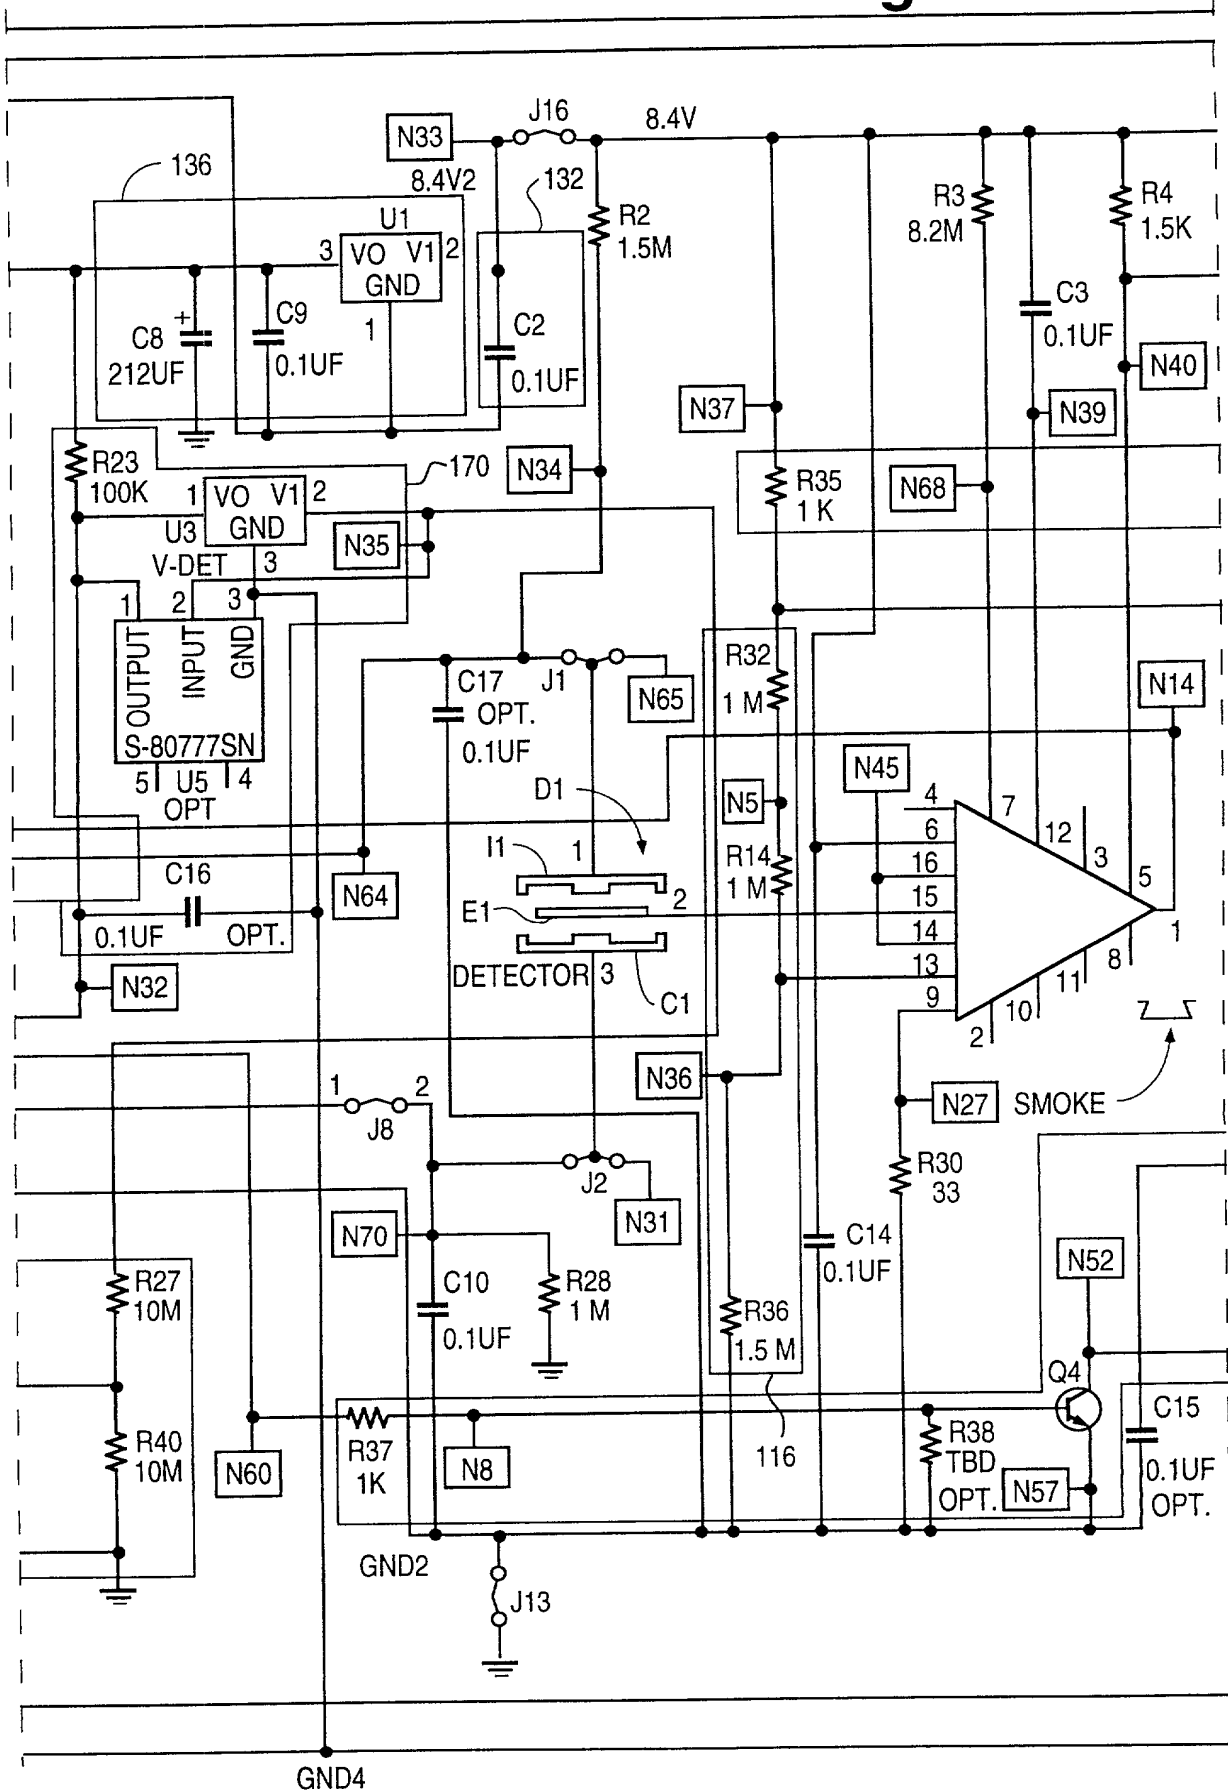 g
J16
8.4V
N33
136
8.4V2
132
U1
3 VO V1 2
GND
1
R2
1.5M
R3
8.2M
R4
1.5K
C8
+
212UF
C9
0.1UF
C2
0.1UF
C3
0.1UF
N37
N39
N40
R23
100K
170
N34
R35
1 K
N68
1 VO V1 2
U3 GND
V-DET 3
N35
1 2 3
OUTPUT
INPUT
GND
S-80777SN
5 U5 4
OPT
C17
OPT.
0.1UF
J1
N65
R32
1 M
N14
N45
D1
N5
R14
1 M
4
6
16
15
14
13
9
7
12
3
5
1
8
11
10
2
I1
1
E1
2
DETECTOR 3
C1
C16
0.1UF
OPT.
N64
N32
N36
N27
SMOKE
1 2
J8
J2
N31
N70
R30
33
C14
0.1UF
N52
R27
10M
C10
0.1UF
R28
1 M
R36
1.5 M
Q4
R40
10M
N60
R37
1K
N8
116
R38
TBD
OPT.
N57
C15
0.1UF
OPT.
GND2
J13
GND4